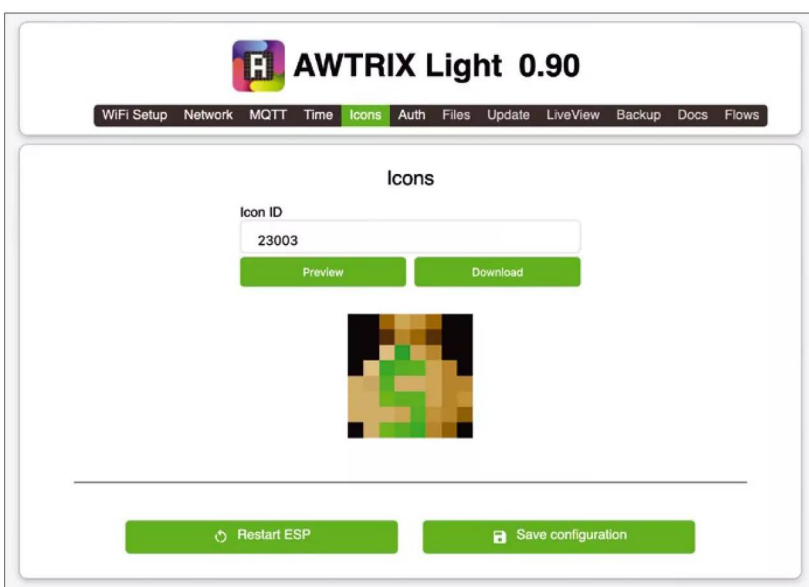 AWTRIX Light 0.90
WiFi Setup Network MQTT Time Icons Auth Files Update LiveView Backup Docs Flows
Icons
Icon ID
23003
Preview Download
Restart ESP Save configuration